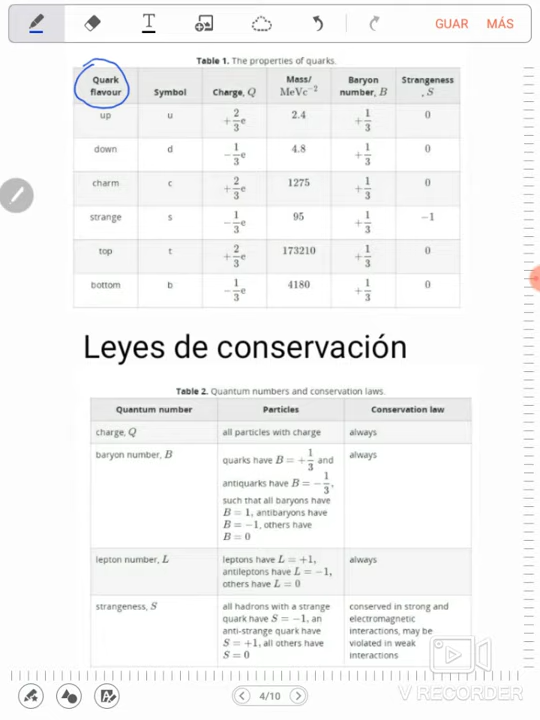 T
GUAR MÁS
Table 1. The properties of quarks.
Quark flavour Symbol Charge, Q Mass/ MeVc⁻² Baryon number, B Strangeness , S
up u +2/3e 2.4 +1/3 0
down d −1/3e 4.8 +1/3 0
charm c +2/3e 1275 +1/3 0
strange s −1/3e 95 +1/3 −1
top t +2/3e 173210 +1/3 0
bottom b −1/3e 4180 +1/3 0
Leyes de conservación
Table 2. Quantum numbers and conservation laws.
Quantum number Particles Conservation law
charge, Q all particles with charge always
baryon number, B quarks have B = +1/3 and always
antiquarks have B = −1/3,
such that all baryons have
B = 1, antibaryons have
B = −1, others have
B = 0
lepton number, L leptons have L = +1, always
antileptons have L = −1,
others have L = 0
strangeness, S all hadrons with a strange conserved in strong and
quark have S = −1, an electromagnetic
anti-strange quark have interactions, may be
S = +1, all others have violated in weak
S = 0 interactions
4/10
V RECORDER